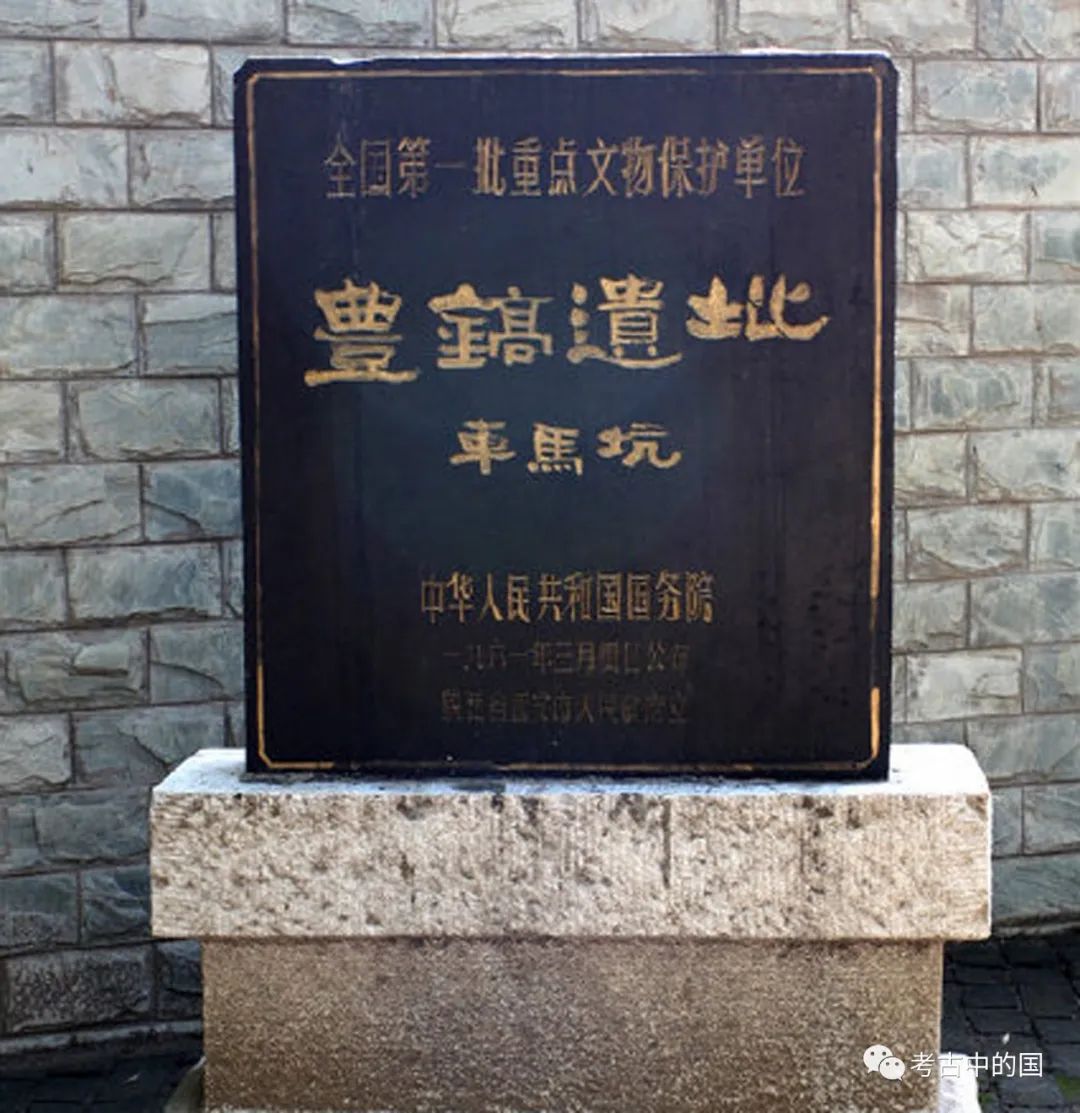 全国第一批重点文物保护单位
豊鎬遺址
車馬坑
中华人民共和国国务院
一九六一年三月四日公布
陕西省西安市人民政府立
考古中的国